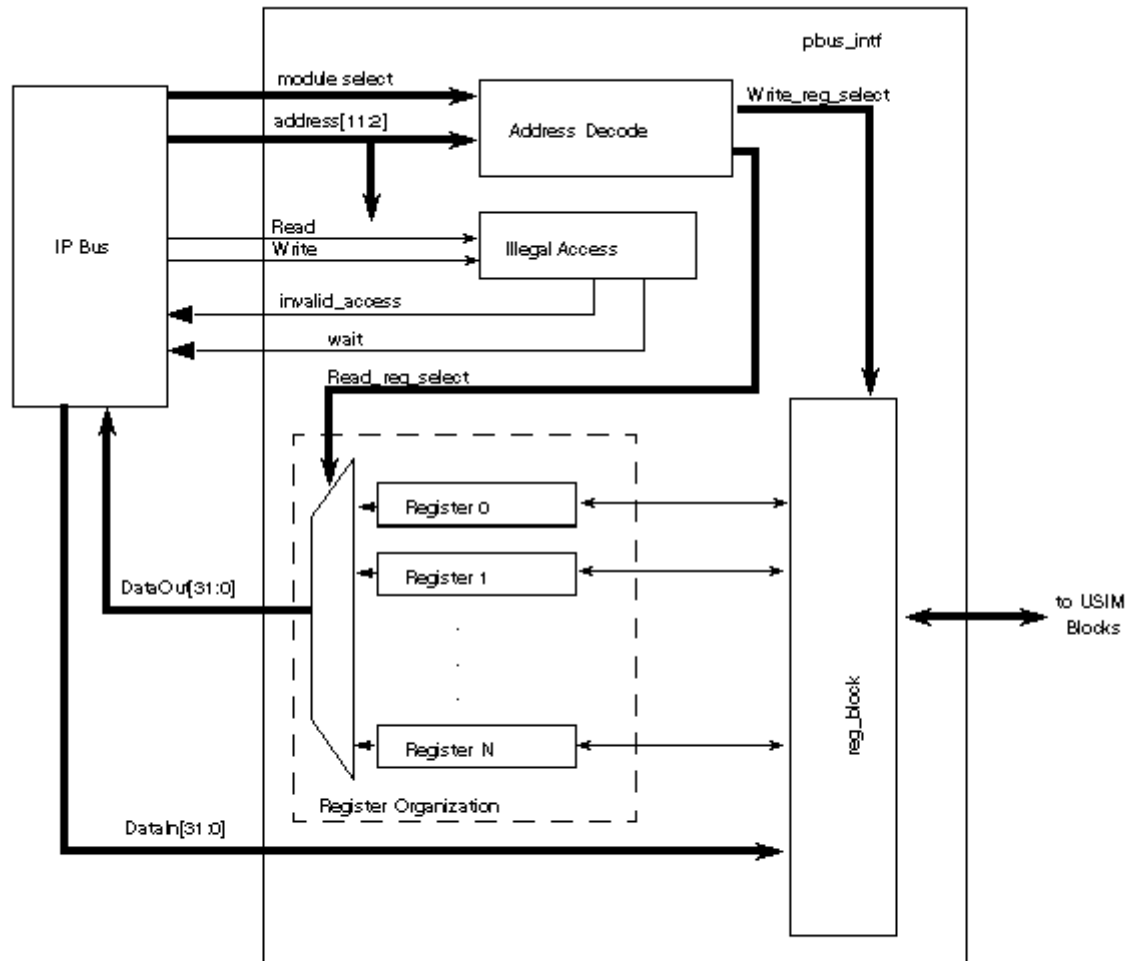 pbus_intf
module select
Write_reg_select
address[11:2]
Address Decode
Read
Write
IP Bus
Illegal Access
invalid_access
wait
Read_reg_select
Register 0
Register 1
DataOut[31:0]
.
.
.
to USIM
Blocks
reg_block
Register N
Register Organization
DataIn[31:0]